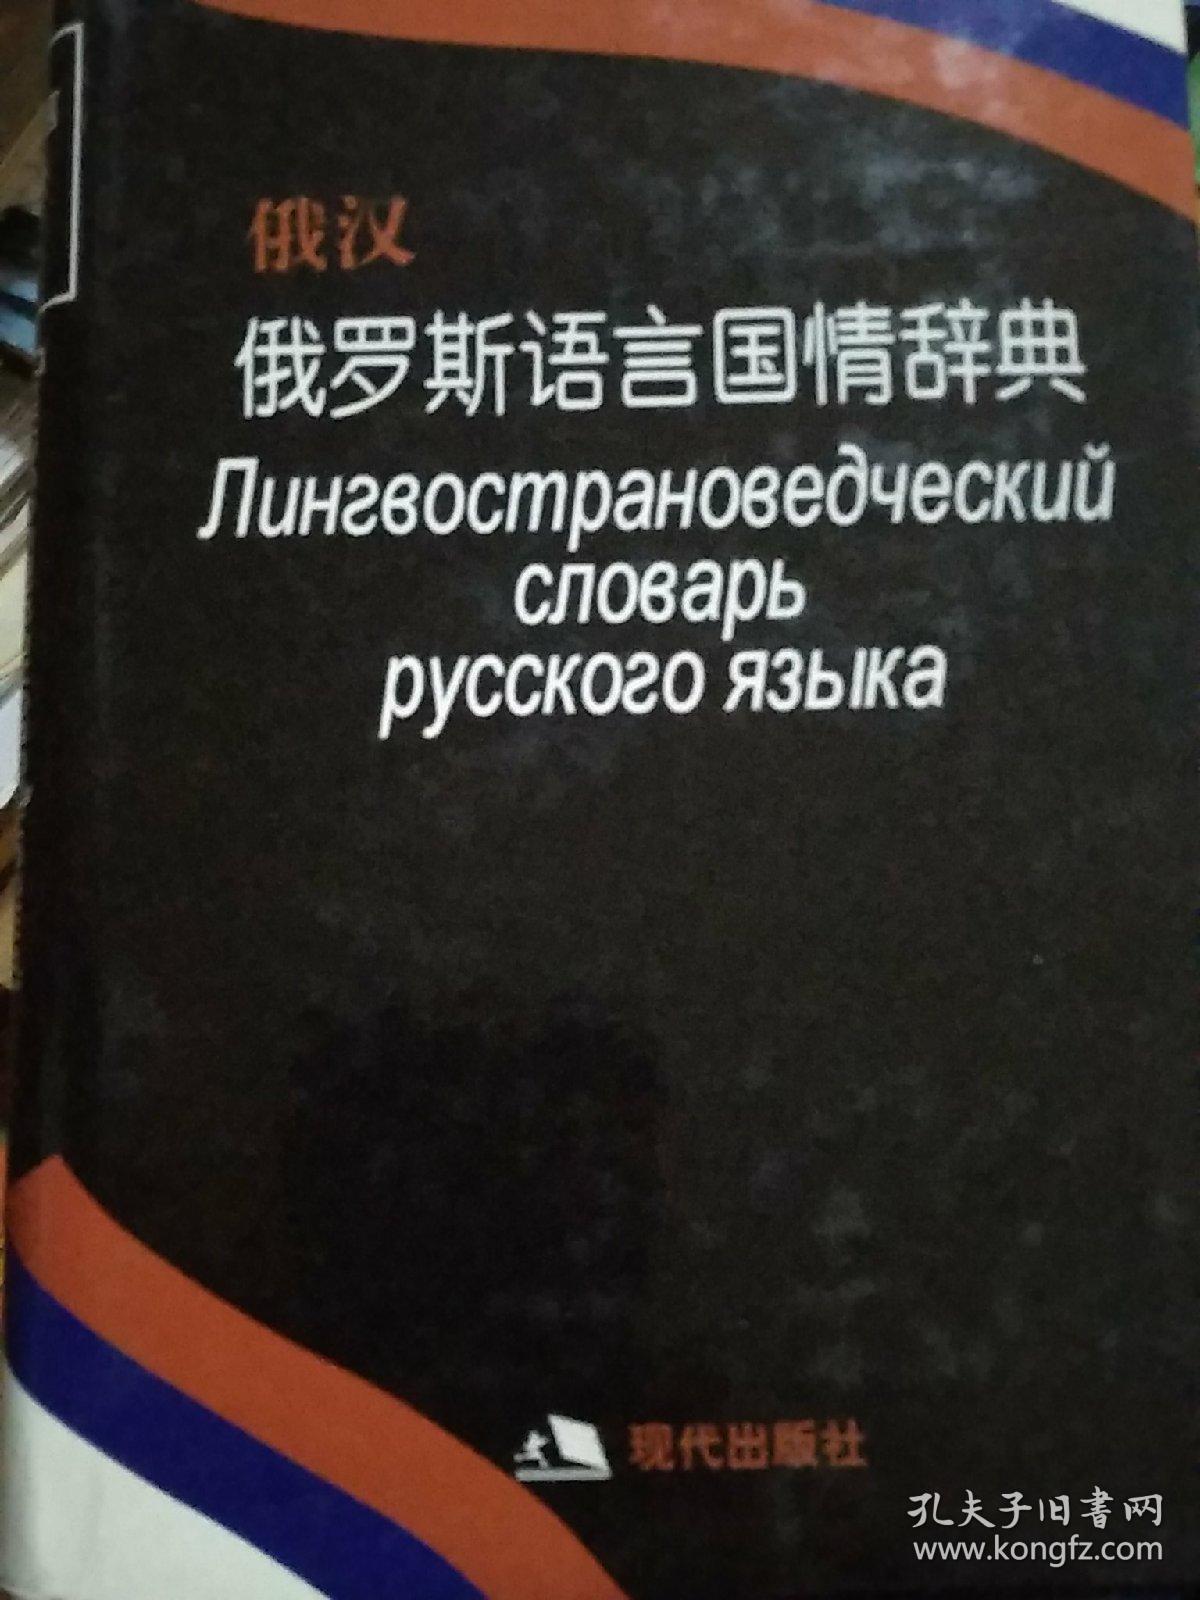 俄汉
俄罗斯语言国情辞典
Лингвострановедческий
словарь
русского языка
现代出版社
孔夫子旧書网
www.kongfz.com